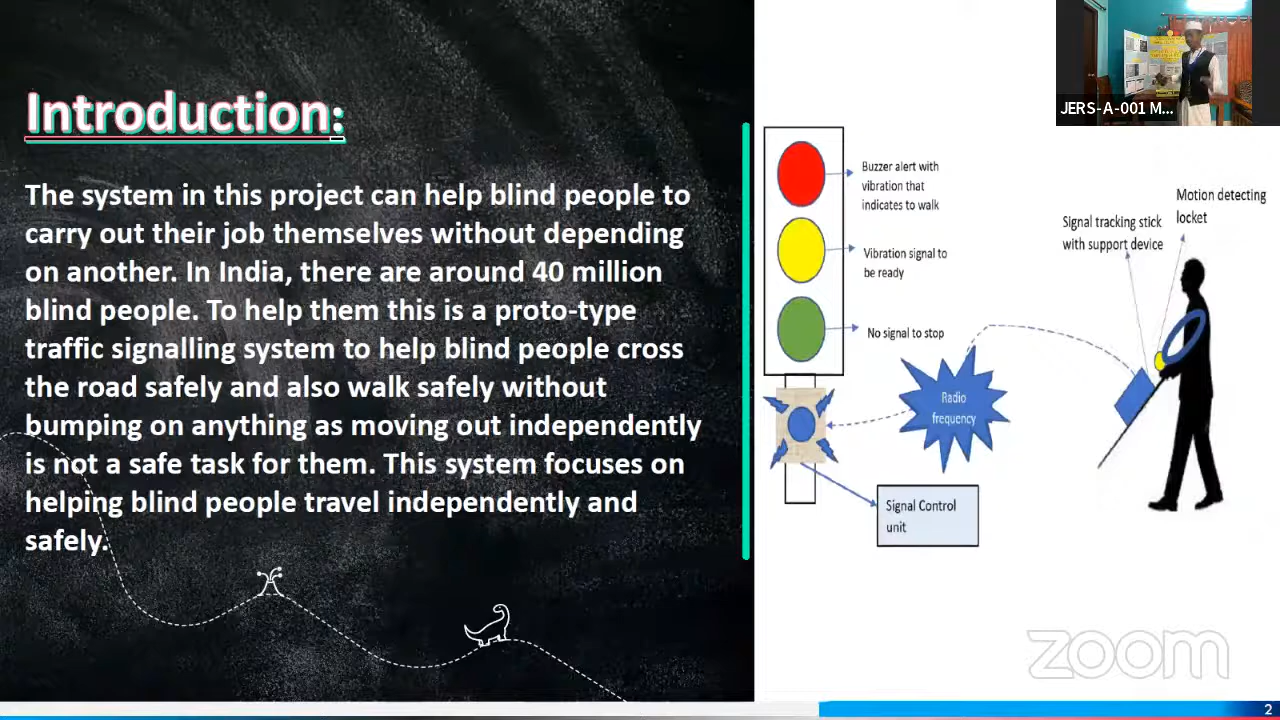 Introduction:
The system in this project can help blind people to
carry out their job themselves without depending
on another. In India, there are around 40 million
blind people. To help them this is a proto-type
traffic signalling system to help blind people cross
the road safely and also walk safely without
bumping on anything as moving out independently
is not a safe task for them. This system focuses on
helping blind people travel independently and
safely.
Buzzer alert with
vibration that
indicates to walk
Vibration signal to
be ready
No signal to stop
Radio
frequency
Signal Control
unit
Signal tracking stick
with support device
Motion detecting
locket
JERS-A-001 M...
zoom
2